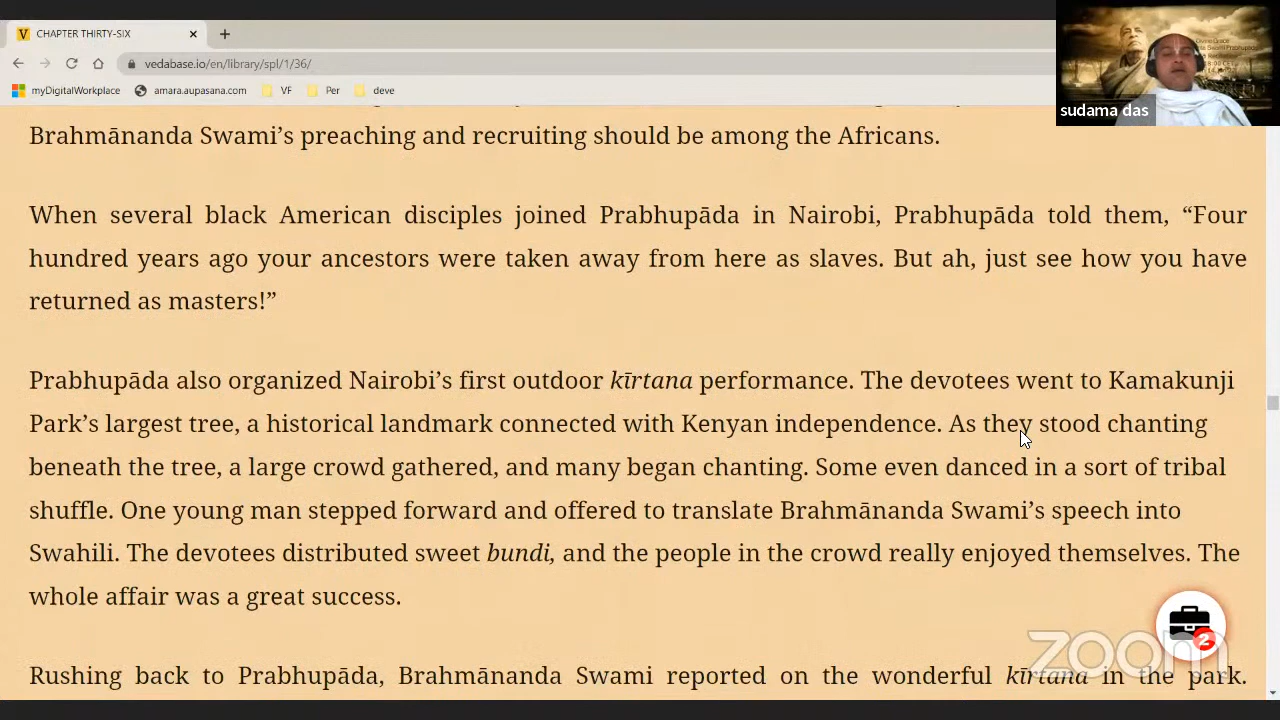 CHAPTER THIRTY-SIX
vedabase.io/en/library/spl/1/36/
myDigitalWorkplace
amara.aupasana.com
VF
Per
deve
sudama das
Brahmānanda Swami’s preaching and recruiting should be among the Africans.
When several black American disciples joined Prabhupāda in Nairobi, Prabhupāda told them, “Four
hundred years ago your ancestors were taken away from here as slaves. But ah, just see how you have
returned as masters!”
Prabhupāda also organized Nairobi’s first outdoor kīrtana performance. The devotees went to Kamakunji
Park’s largest tree, a historical landmark connected with Kenyan independence. As they stood chanting
beneath the tree, a large crowd gathered, and many began chanting. Some even danced in a sort of tribal
shuffle. One young man stepped forward and offered to translate Brahmānanda Swami’s speech into
Swahili. The devotees distributed sweet bundi, and the people in the crowd really enjoyed themselves. The
whole affair was a great success.
2
zoom
Rushing back to Prabhupāda, Brahmānanda Swami reported on the wonderful kīrtana in the park.